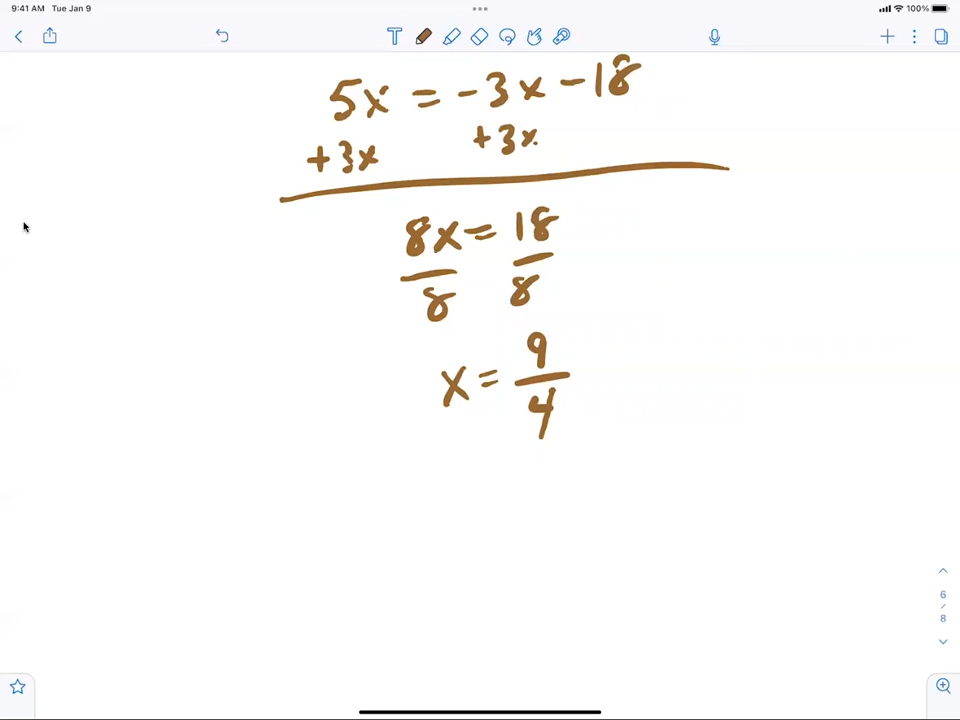 9:41 AM Tue Jan 9
100%
T
5x = -3x - 18
+3x +3x
8x = 18
8 8
x = 9
4
6
/
8